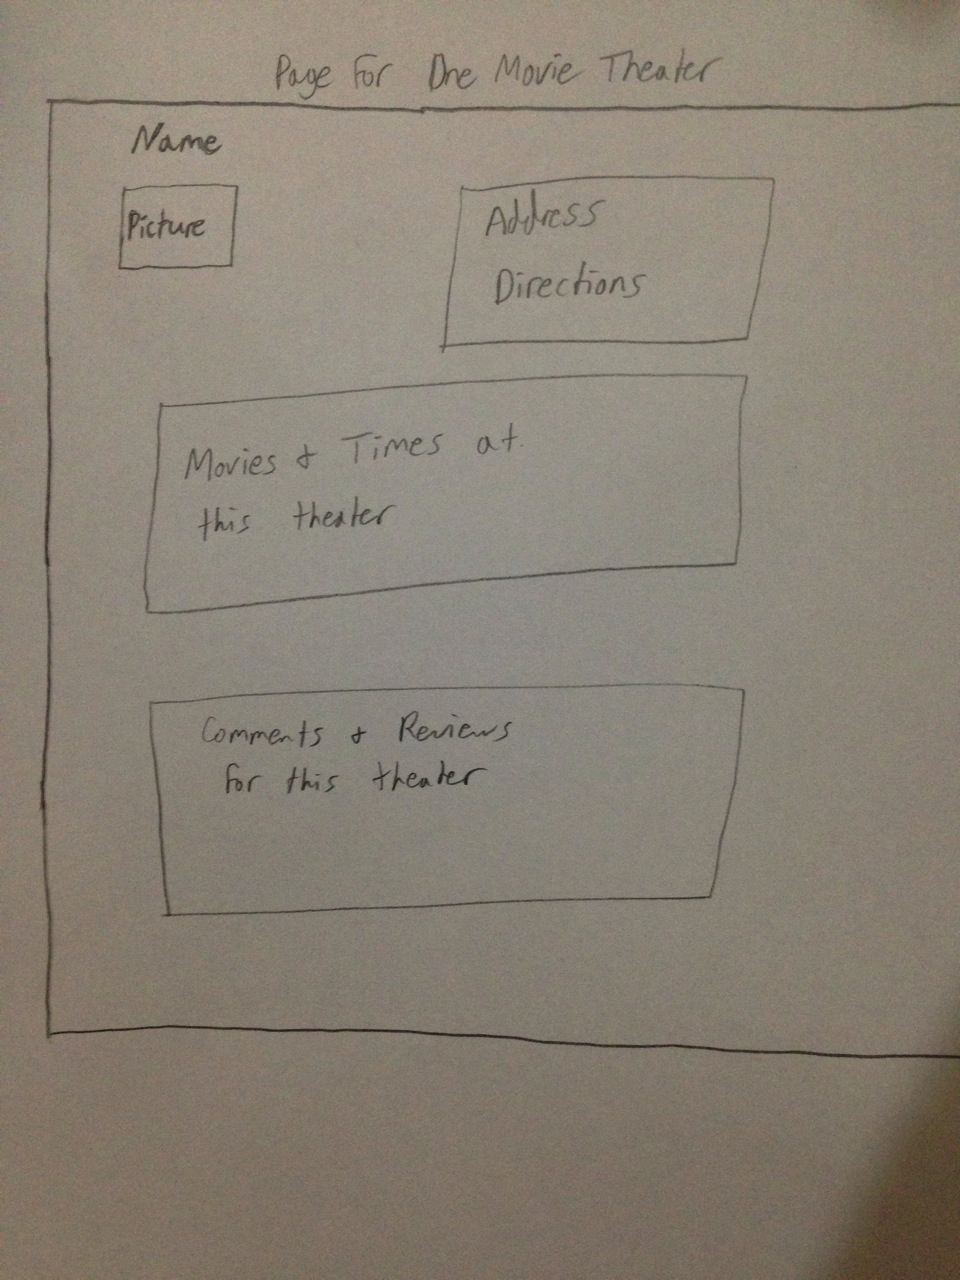 Page For One Movie Theater
Name
Picture
Address
Directions
Movies & Times at
this theater
Comments & Reviews
for this theater